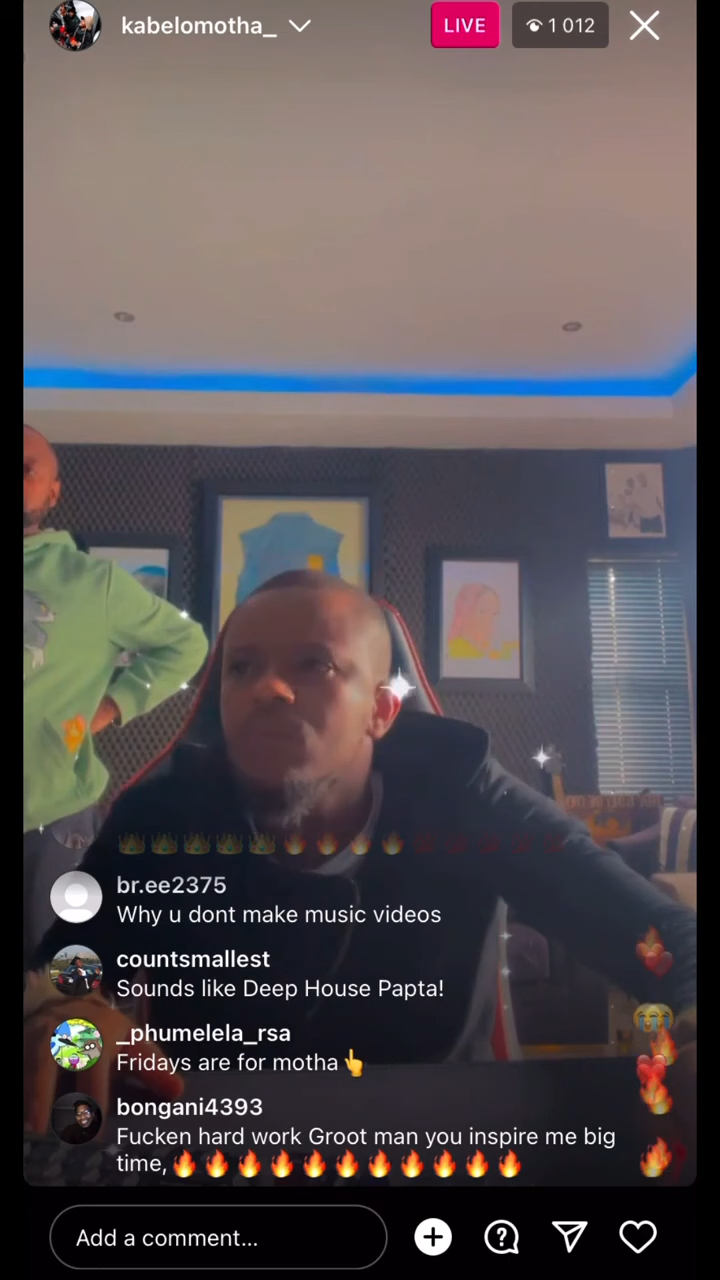 kabelomotha_
LIVE
1 012
br.ee2375
Why u dont make music videos
countsmallest
Sounds like Deep House Papta!
_phumelela_rsa
Fridays are for motha👆
bongani4393
Fucken hard work Groot man you inspire me big
time,🔥🔥🔥🔥🔥🔥🔥🔥🔥🔥🔥
Add a comment...